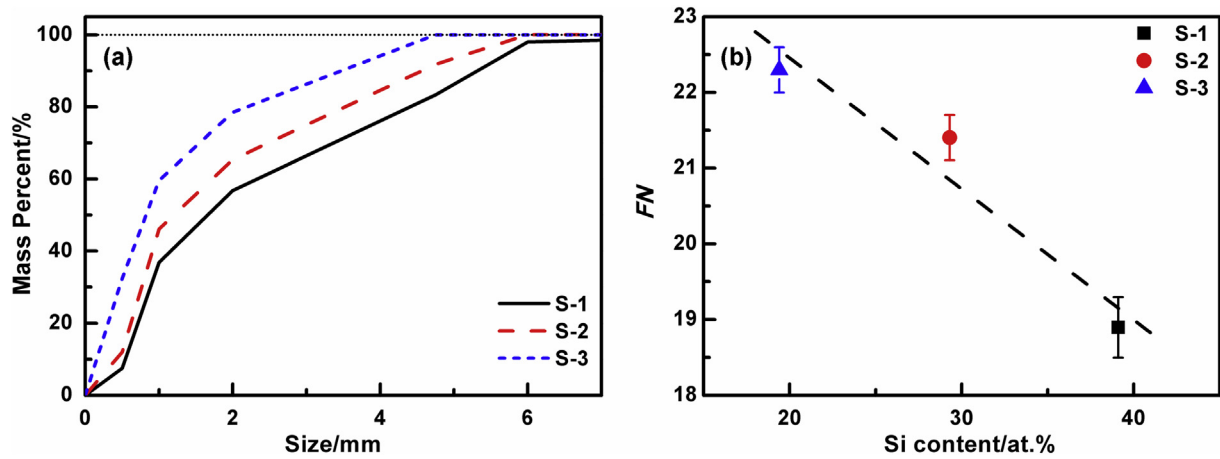 (a)
Mass Percent/%
100
80
60
40
20
0
0 2 4 6
Size/mm
S-1
S-2
S-3
(b)
FN
23
22
21
20
19
18
20 30 40
Si content/at.%
S-1
S-2
S-3